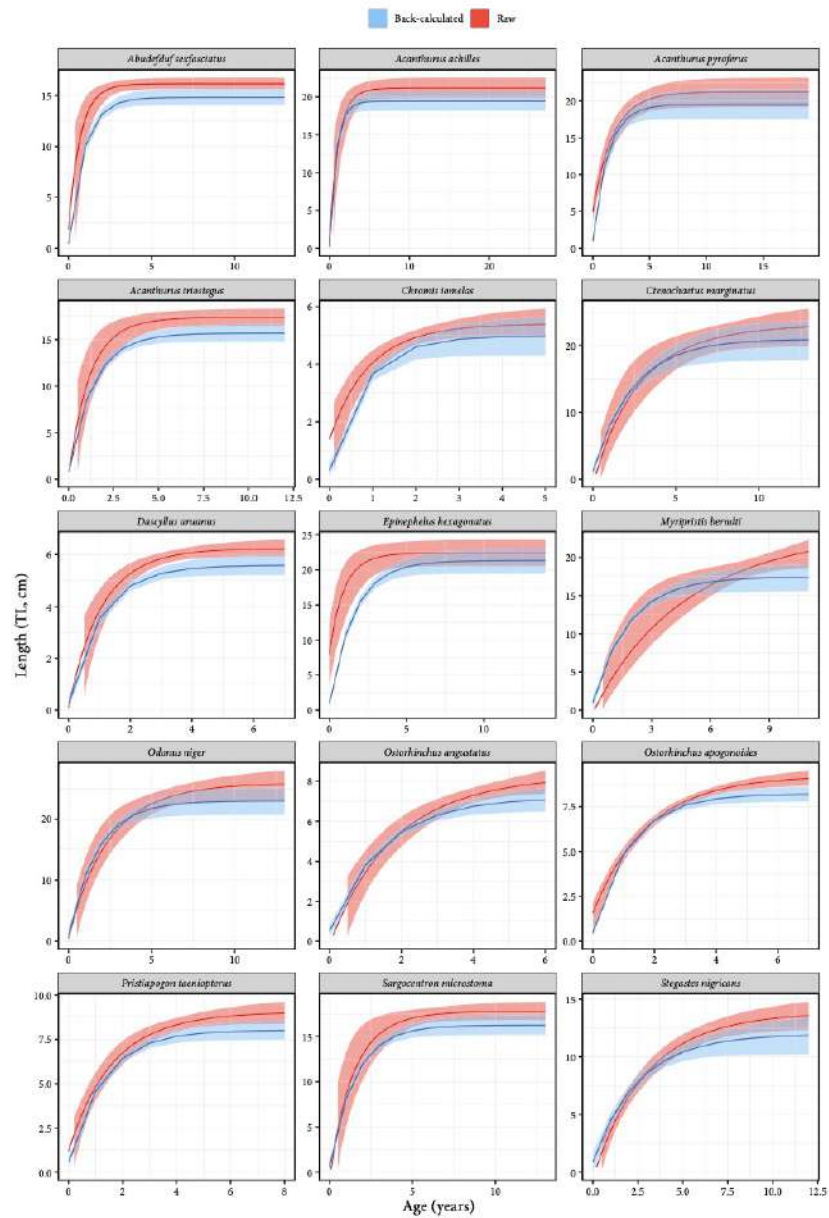 Back-calculated Raw
Abudefduf sexfasciatus Acanthurus achilles Acanthurus pyroferus
15 10 5 0
20 15 10 5 0
20 15 10 5 0
0 5 10
0 10 20
0 5 10 15
Acanthurus triostegus Chromis iomelas Ctenochaetus marginatus
15 10 5 0
6 4 2 0
20 10 0
0.0 2.5 5.0 7.5 10.0 12.5
0 1 2 3 4 5
0 5 10
Dascyllus aruanus Epinephelus hexagonatus Myripristis berndti
6 4 2 0
25 20 15 10 5 0
20 15 10 5 0
0 2 4 6
0 5 10
0 3 6 9
Length (TL, cm)
Odonus niger Ostorhinchus angustatus Ostorhinchus apogonoides
20 10 0
8 6 4 2 0
7.5 5.0 2.5 0.0
0 5 10
0 2 4 6
0 2 4 6
Pristiapogon taeniopterus Sargocentron microstoma Stegastes nigricans
10.0 7.5 5.0 2.5 0.0
15 10 5 0
15 10 5 0
0 2 4 6 8
0 5 10
0.0 2.5 5.0 7.5 10.0 12.5
Age (years)